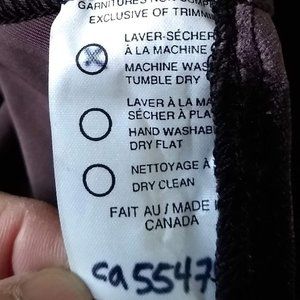 GARNITURES NON COMP
EXCLUSIVE OF TRIMMIN
LAVER-SÉCHER
À LA MACHINE
MACHINE WAS
TUMBLE DRY
LAVER À LA MA
SÉCHER À PLA
HAND WASHABL
DRY FLAT
NETTOYAGE À
DRY CLEAN
FAIT AU / MADE I
CANADA
ca5547